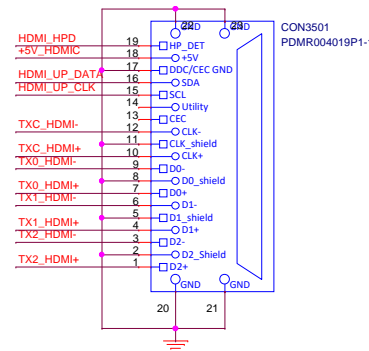 22 23
GND GND
CON3501
PDMR004019P1-1
HDMI_HPD 19 HP_DET
+5V_HDMIC 18 +5V
17 DDC/CEC GND
HDMI_UP_DATA 16 SDA
HDMI_UP_CLK 15 SCL
14 Utility
13 CEC
TXC_HDMI- 12 CLK-
11 CLK_shield
TXC_HDMI+ 10 CLK+
TX0_HDMI- 9 D0-
8 D0_shield
TX0_HDMI+ 7 D0+
TX1_HDMI- 6 D1-
5 D1_shield
TX1_HDMI+ 4 D1+
TX2_HDMI- 3 D2-
2 D2_Shield
TX2_HDMI+ 1 D2+
GND GND
20 21